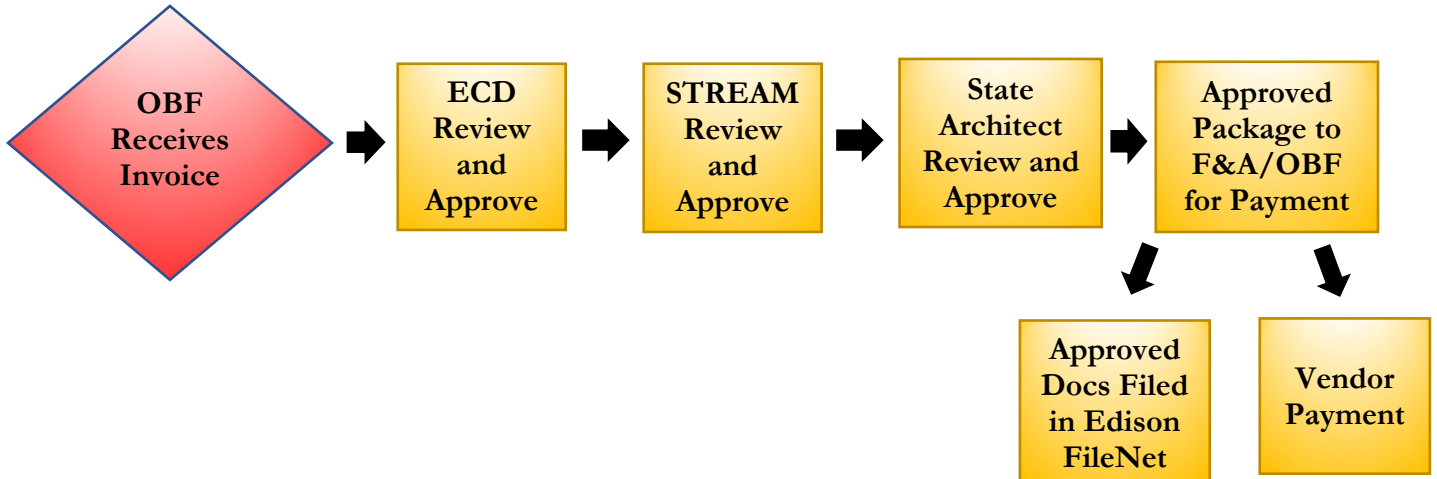 OBF
Receives
Invoice
ECD
Review
and
Approve
STREAM
Review
and
Approve
State
Architect
Review and
Approve
Approved
Package to
F&A/OBF
for Payment
Approved
Docs Filed
in Edison
FileNet
Vendor
Payment